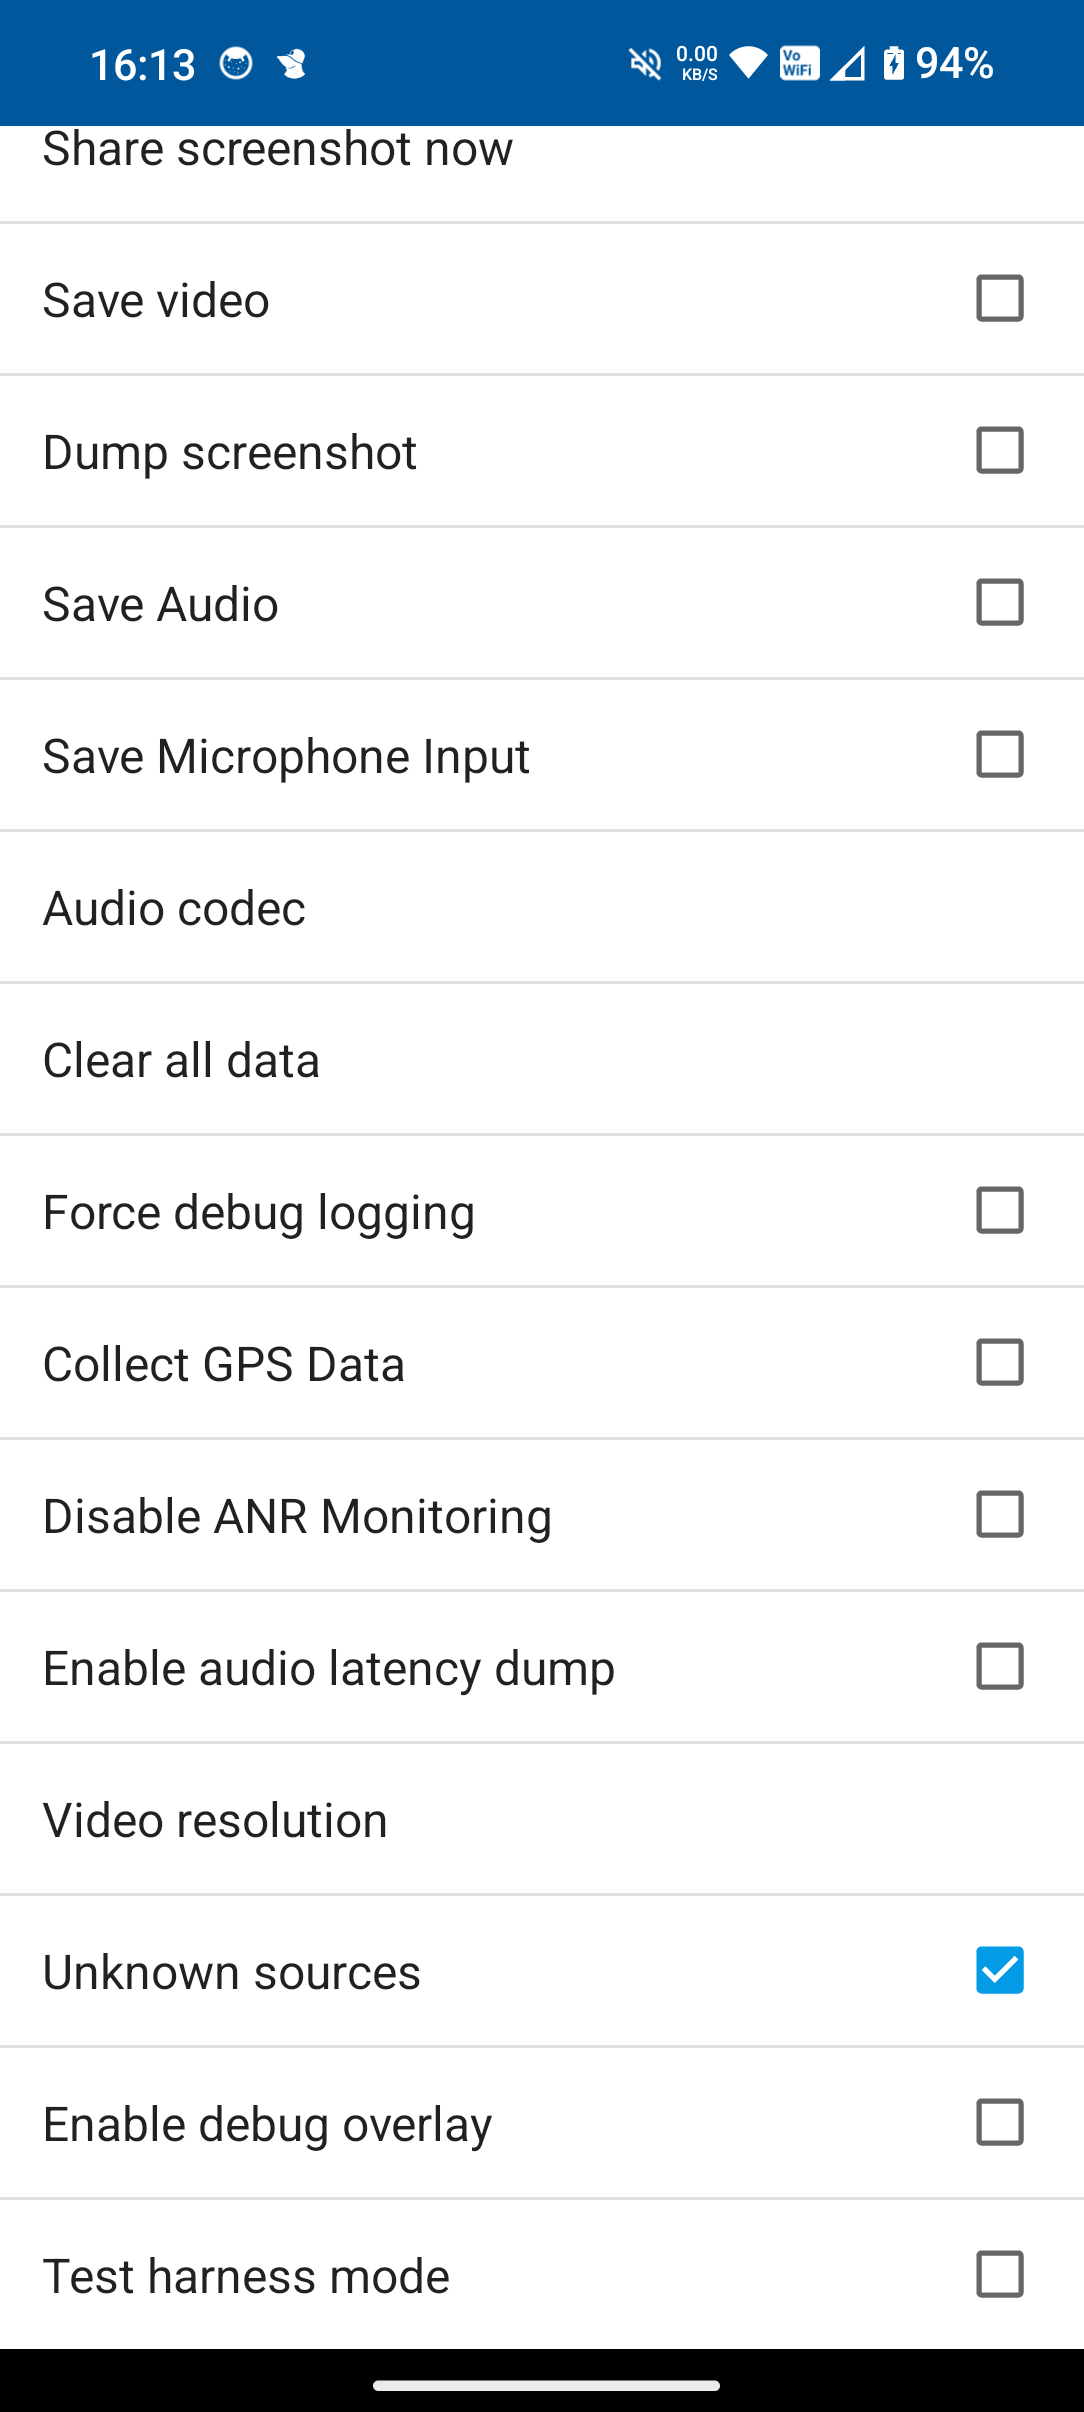 16:13
0.00
KB/S
Vo
WiFi
94%
Share screenshot now
Save video
Dump screenshot
Save Audio
Save Microphone Input
Audio codec
Clear all data
Force debug logging
Collect GPS Data
Disable ANR Monitoring
Enable audio latency dump
Video resolution
Unknown sources
Enable debug overlay
Test harness mode